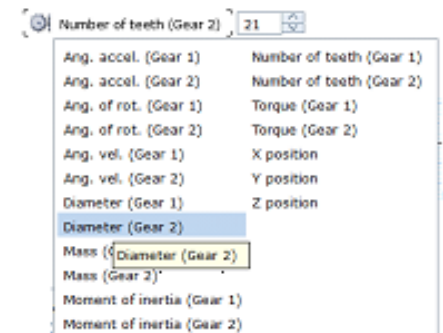 Number of teeth (Gear 2) 21
Ang. accel. (Gear 1)
Ang. accel. (Gear 2)
Ang. of rot. (Gear 1)
Ang. of rot. (Gear 2)
Ang. vel. (Gear 1)
Ang. vel. (Gear 2)
Diameter (Gear 1)
Diameter (Gear 2)
Mass (
Diameter (Gear 2)
Mass (Gear 2)
Moment of inertia (Gear 1)
Moment of inertia (Gear 2)
Number of teeth (Gear 1)
Number of teeth (Gear 2)
Torque (Gear 1)
Torque (Gear 2)
X position
Y position
Z position